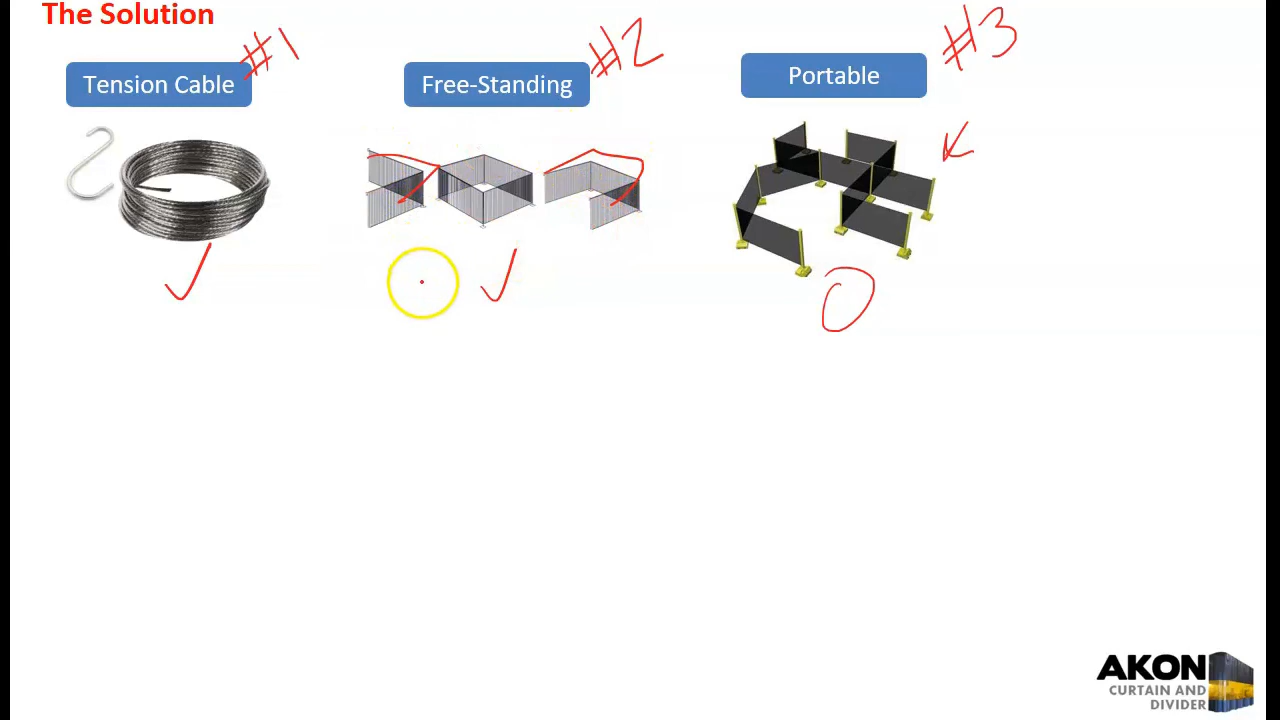 The Solution
#1
Tension Cable
#2
Free-Standing
#3
Portable
AKON
CURTAIN AND
DIVIDER